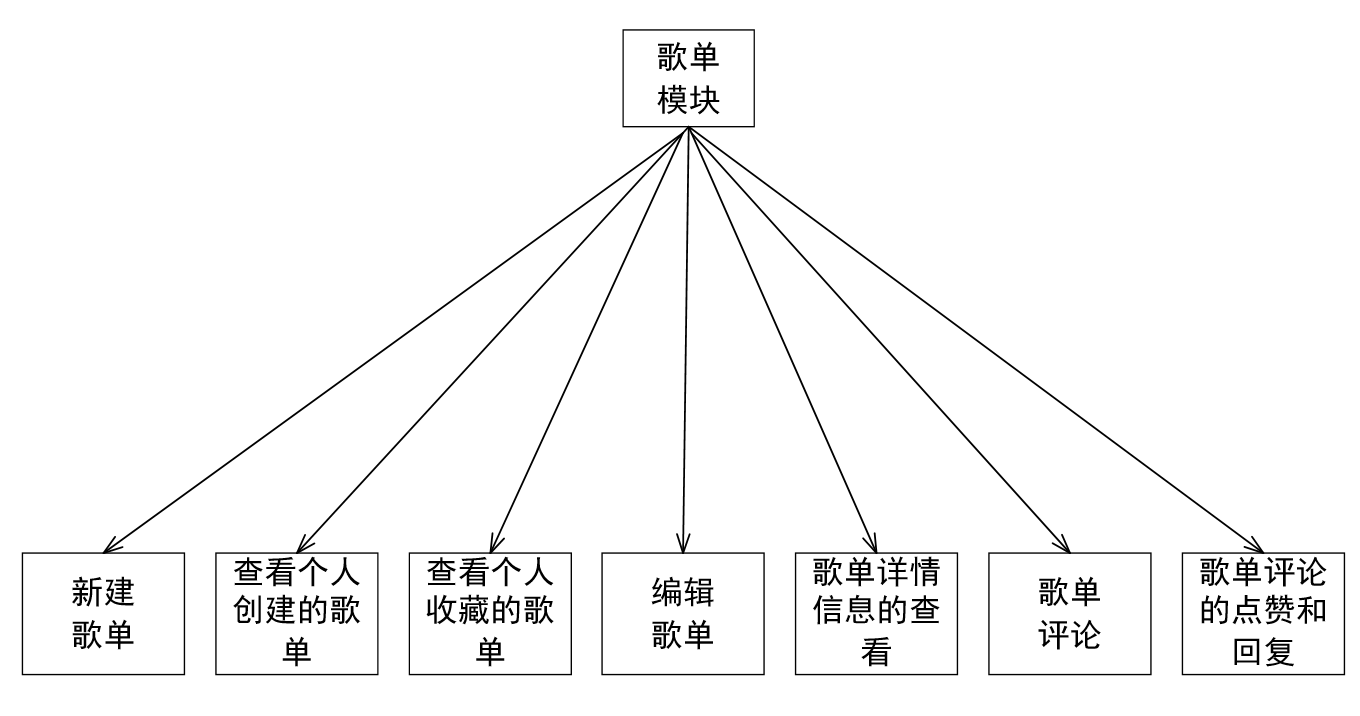 歌单
模块
新建
歌单
查看个人
创建的歌
单
查看个人
收藏的歌
单
编辑
歌单
歌单详情
信息的查
看
歌单
评论
歌单评论
的点赞和
回复